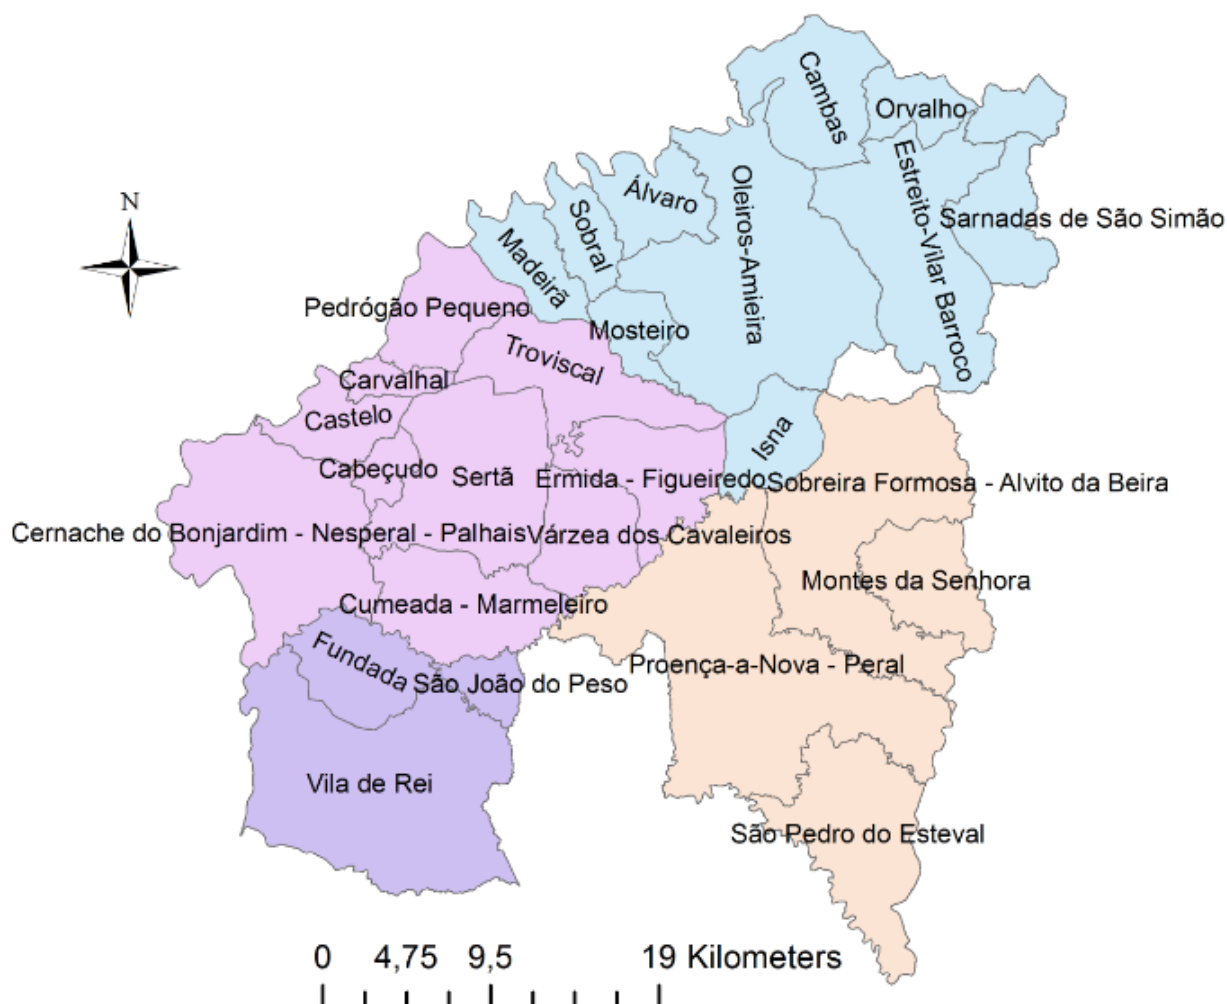 Cambas
Orvalho
Estreito-Vilar Barroco
Oleiros-Amieira
Álvaro
Sobral
Sarnadas de São Simão
N
Madeirã
Pedrógão Pequeno
Mosteiro
Troviscal
Carvalhal
Castelo
Isna
Cabeçudo
Sertã
Ermida - Figueiredo
Sobreira Formosa - Alvito da Beira
Cernache do Bonjardim - Nesperal - Palhais
Várzea dos Cavaleiros
Montes da Senhora
Cumeada - Marmeleiro
Fundada
São João do Peso
Proença-a-Nova - Peral
Vila de Rei
São Pedro do Esteval
0 4,75 9,5 19 Kilometers